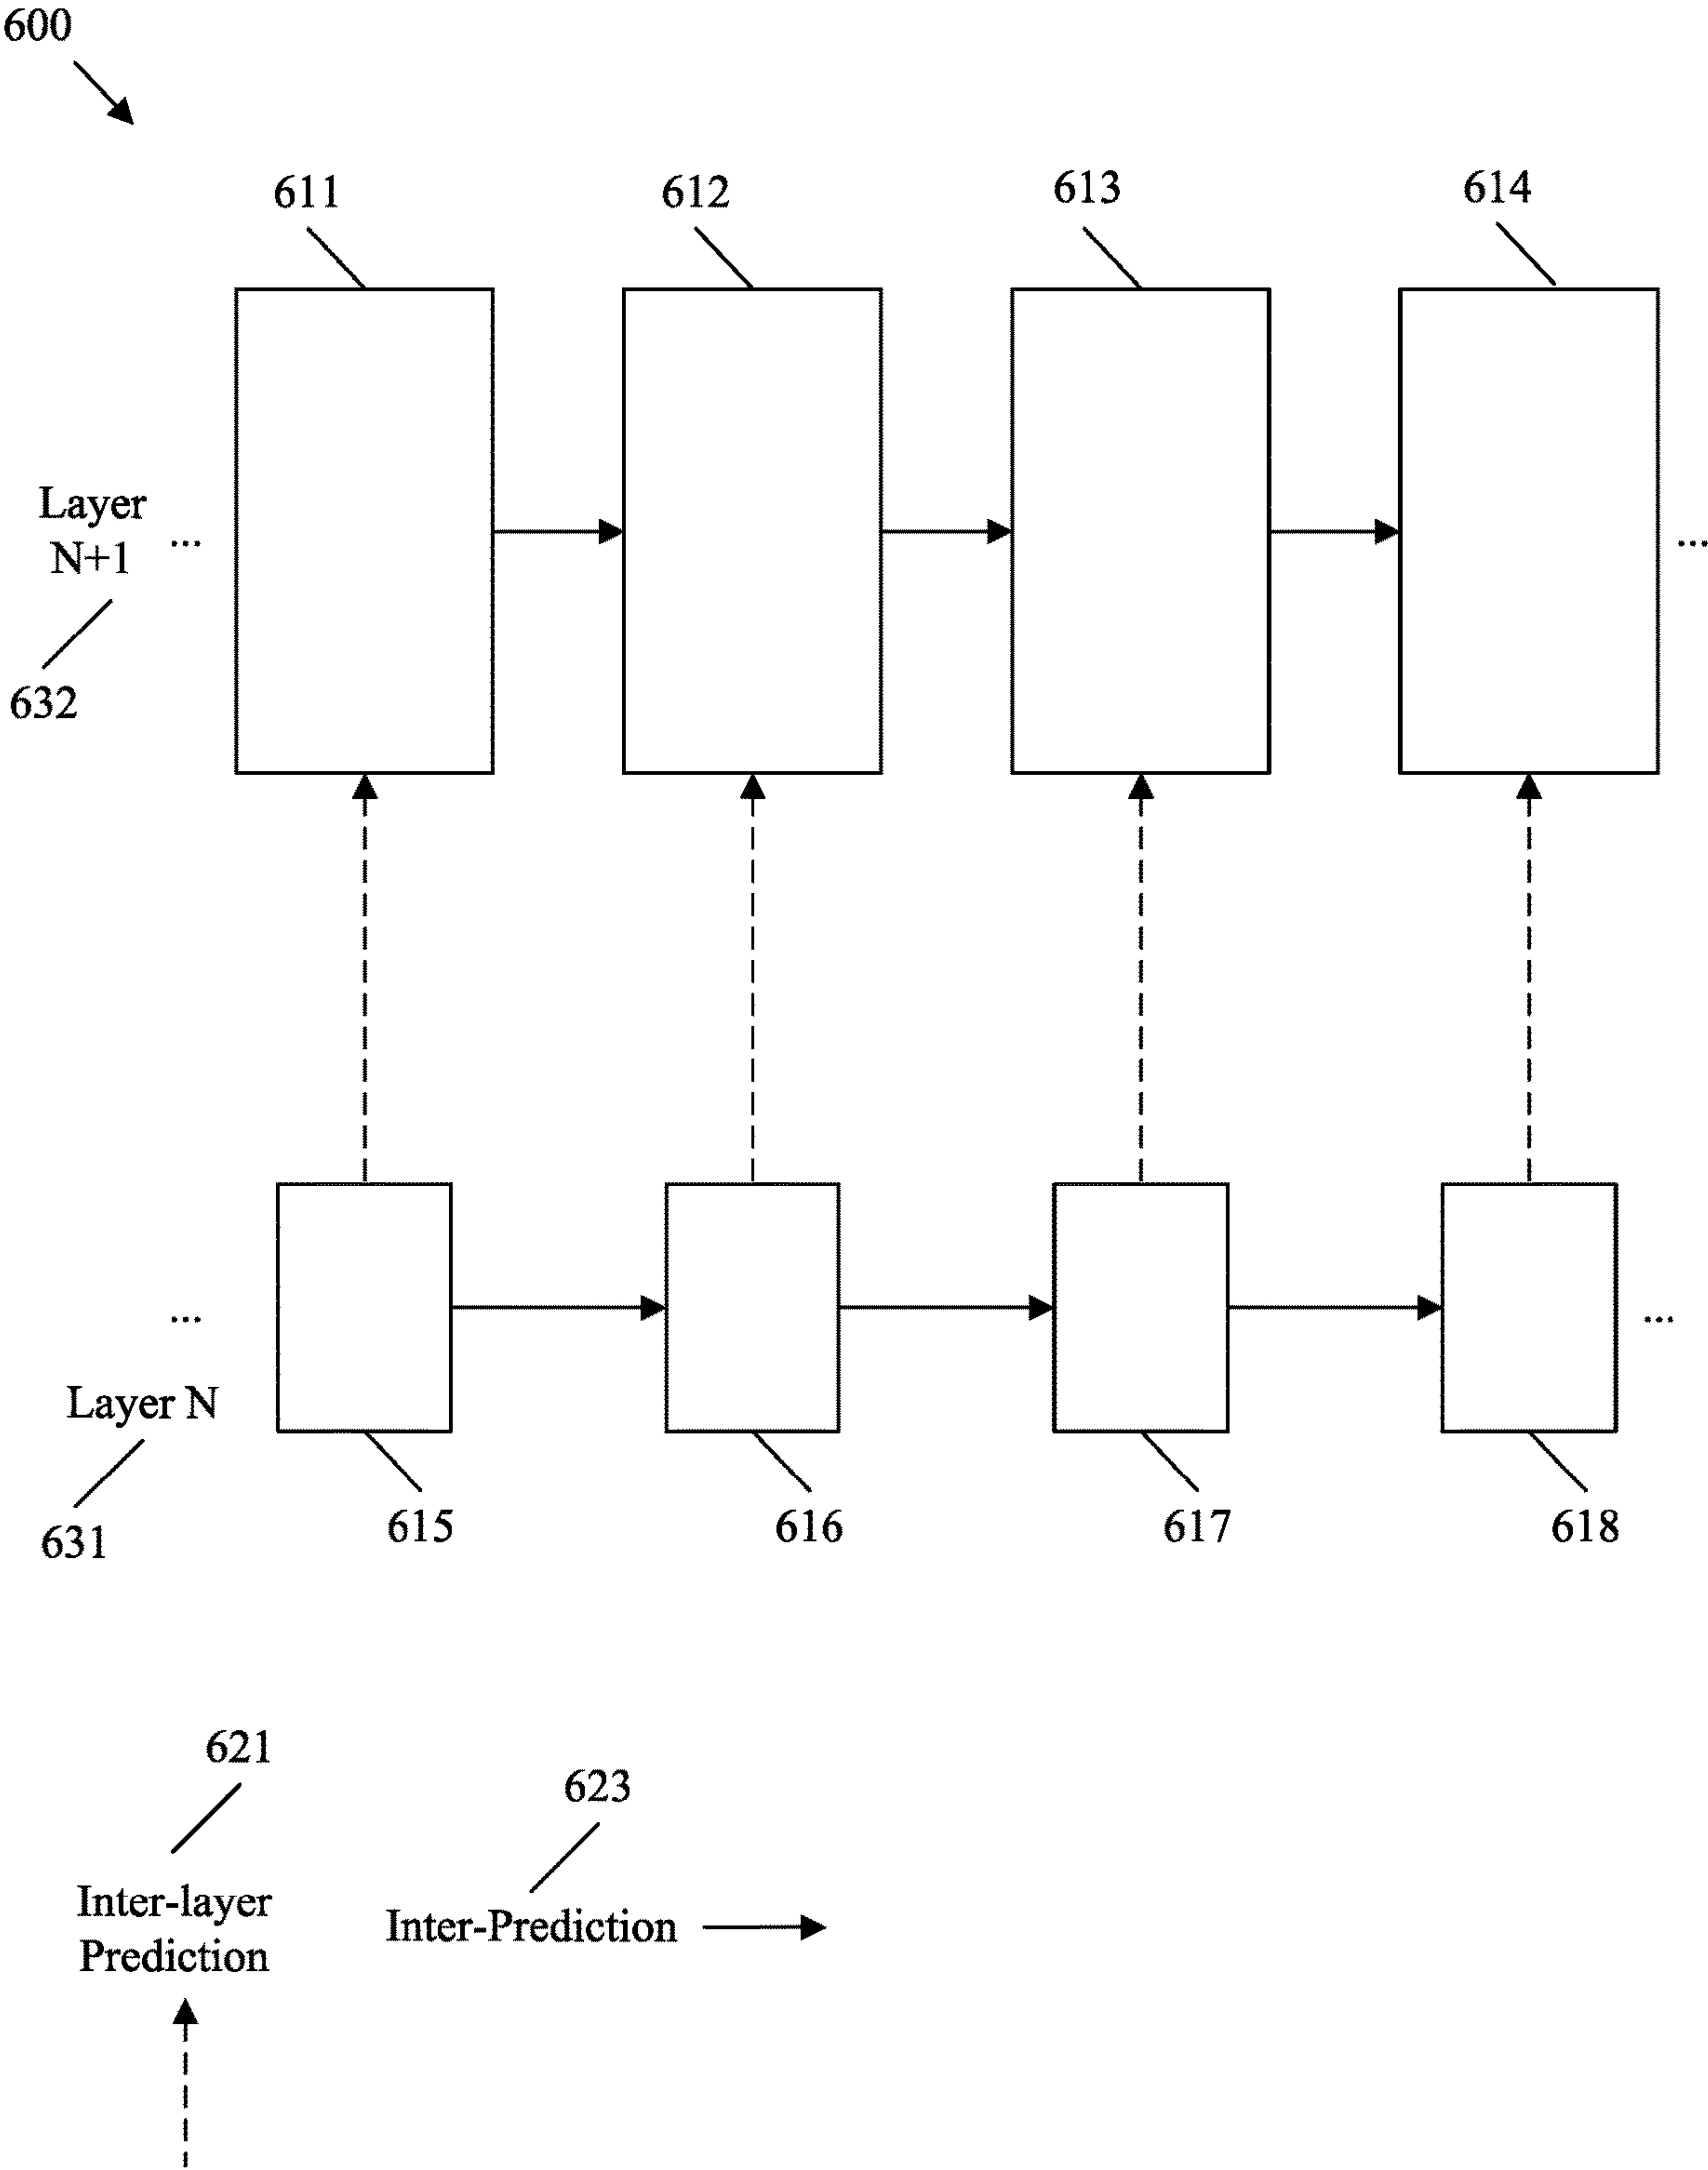 600
611
612
613
614
Layer
N+1
...
...
632
...
...
Layer N
631
615
616
617
618
621
623
Inter-layer
Prediction
Inter-Prediction